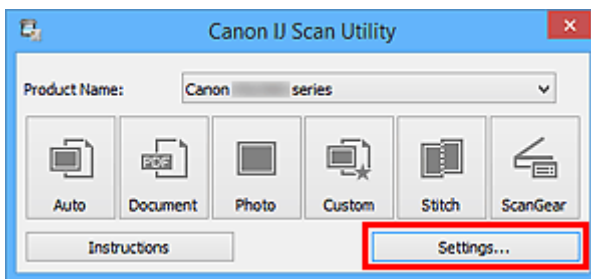 Canon IJ Scan Utility
Product Name: Canon series
PDF
Auto Document Photo Custom Stitch ScanGear
Instructions Settings...